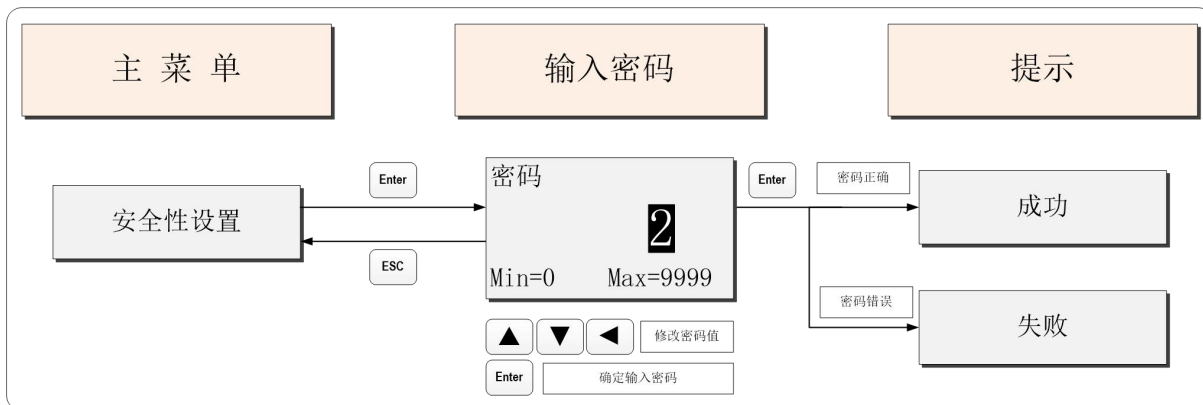 主 菜 单
输入密码
提示
Enter
密码
Enter
密码正确
安全性设置
2
成功
ESC
Min=0 Max=9999
密码错误
失败
▲ ▼ ◀ 修改密码值
Enter 确定输入密码